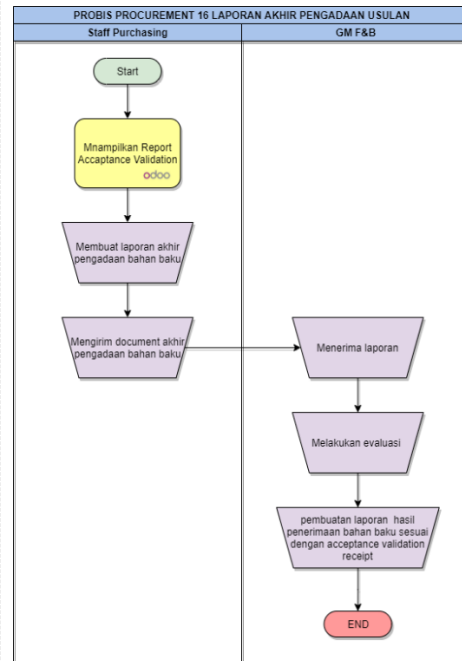 PROBIS PROCUREMENT 16 LAPORAN AKHIR PENGADAAN USULAN
Staff Purchasing
GM F&B
Start
Mnampilkan Report
Accaptance Validation
odoo
Membuat laporan akhir
pengadaan bahan baku
Mengirim document akhir
pengadaan bahan baku
Menerima laporan
Melakukan evaluasi
pembuatan laporan hasil
penerimaan bahan baku sesuai
dengan acceptance validation
receipt
END